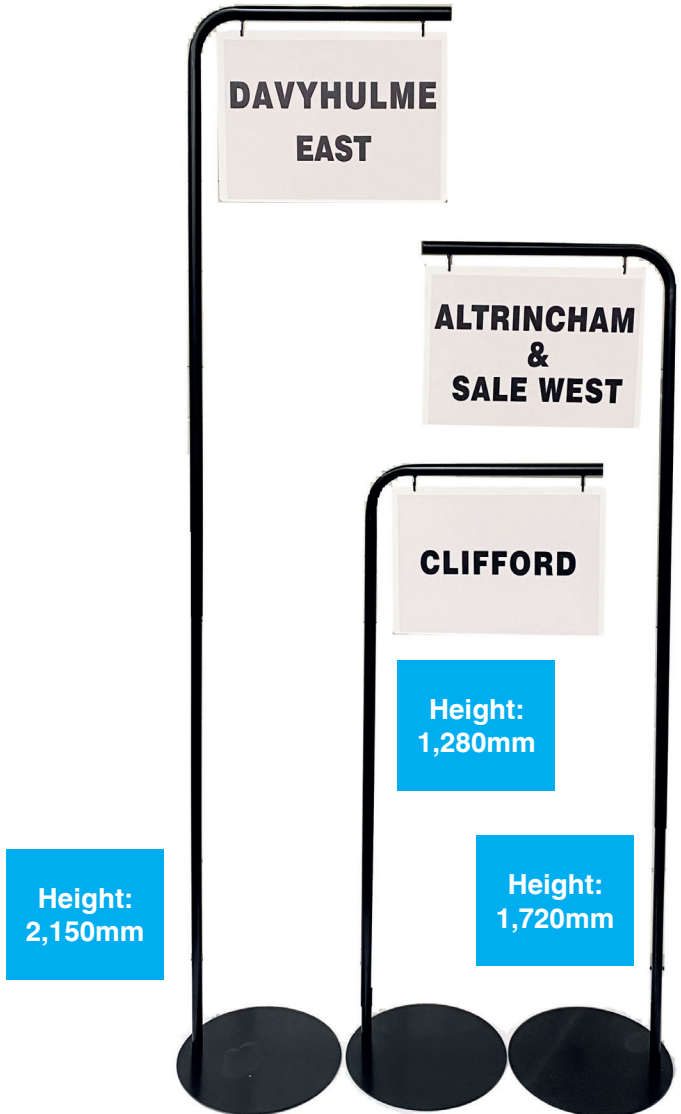 DAVYHULME
EAST
ALTRINCHAM
&
SALE WEST
CLIFFORD
Height:
1,280mm
Height:
2,150mm
Height:
1,720mm